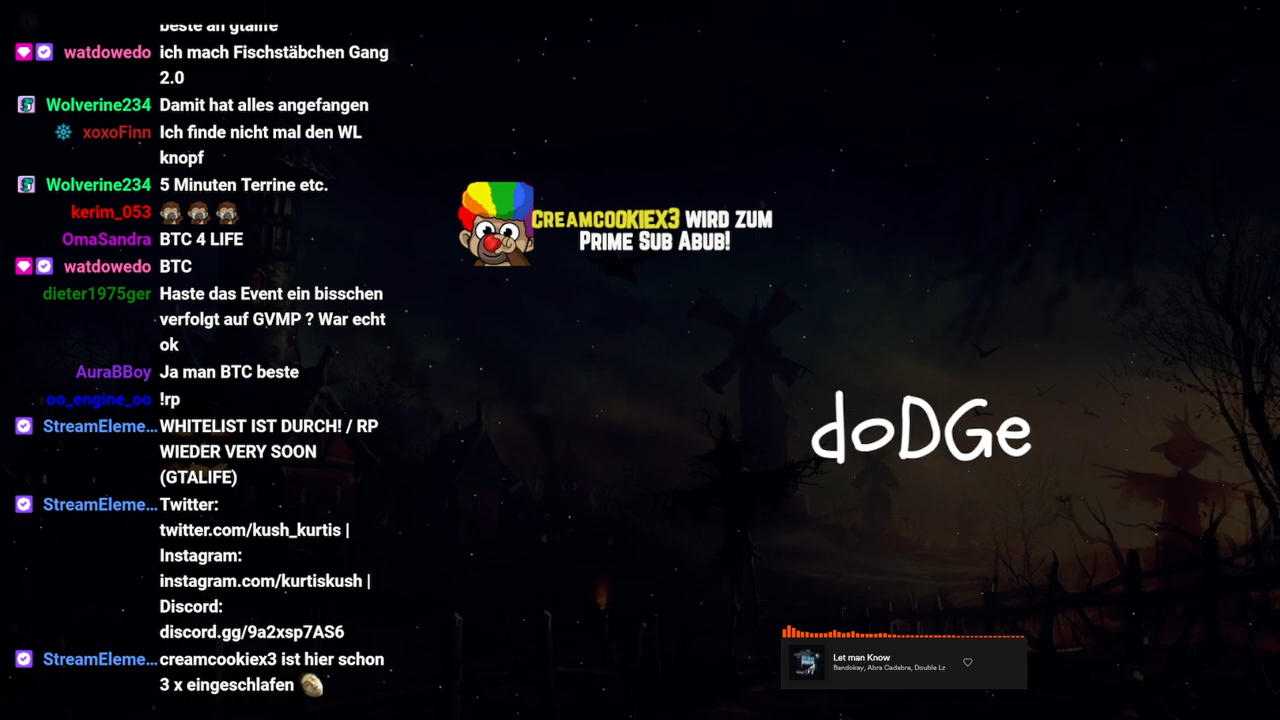 beste an gtalife
watdowedo ich mach Fischstäbchen Gang
2.0
Wolverine234 Damit hat alles angefangen
xoxoFinn Ich finde nicht mal den WL
knopf
Wolverine234 5 Minuten Terrine etc.
kerim_053
OmaSandra BTC 4 LIFE
watdowedo BTC
dieter1975ger Haste das Event ein bisschen
verfolgt auf GVMP ? War echt
ok
AuraBBoy Ja man BTC beste
oo_engine_oo !rp
StreamEleme... WHITELIST IST DURCH! / RP
WIEDER VERY SOON
(GTALIFE)
StreamEleme... Twitter:
twitter.com/kush_kurtis |
Instagram:
instagram.com/kurtiskush |
Discord:
discord.gg/9a2xsp7AS6
StreamEleme... creamcookiex3 ist hier schon
3 x eingeschlafen
CREAMCOOKIEX3 WIRD ZUM
PRIME SUB ABUB!
doDGe
Let man Know
Bandokay, Abra Cadabra, Double Lz